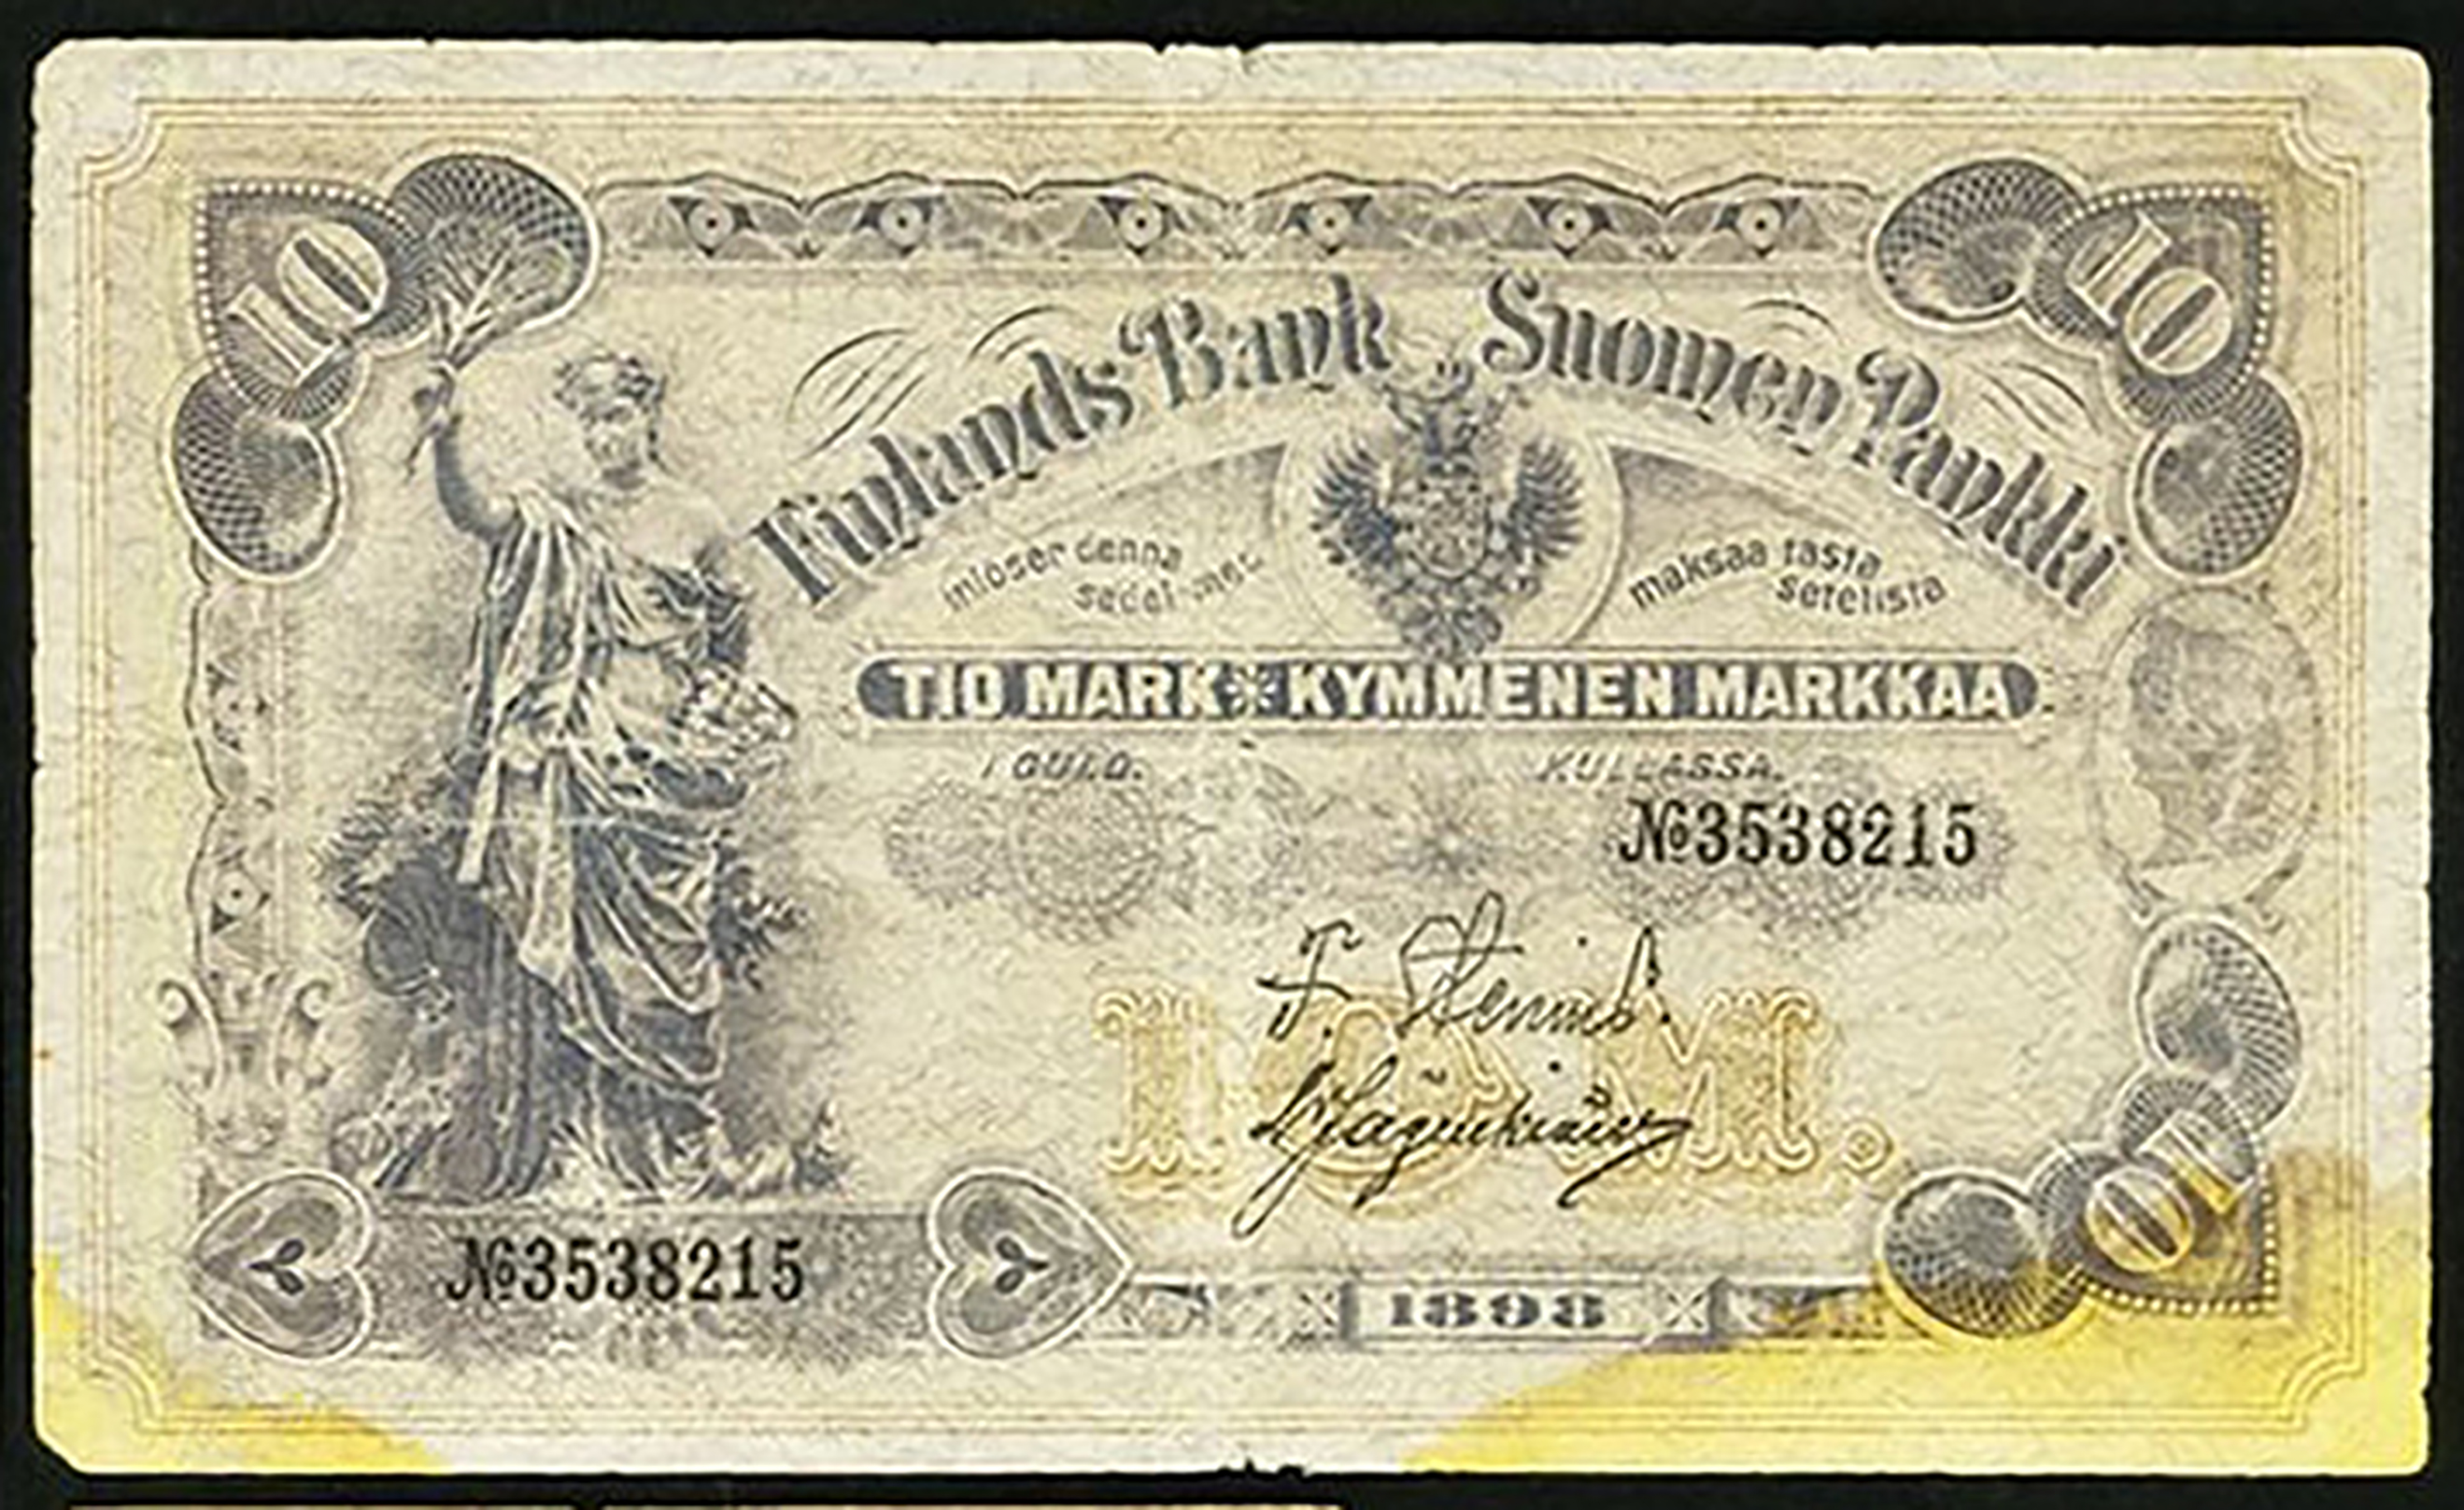 10
10
Finlands Bank Suomen Pankki
inlöser denna
sedel med
maksaa tästä
setelistä
TIO MARK KYMMENEN MARKKAA
I GULD.
KULLASSA.
№3538215
10 M.
№3538215
1898
10